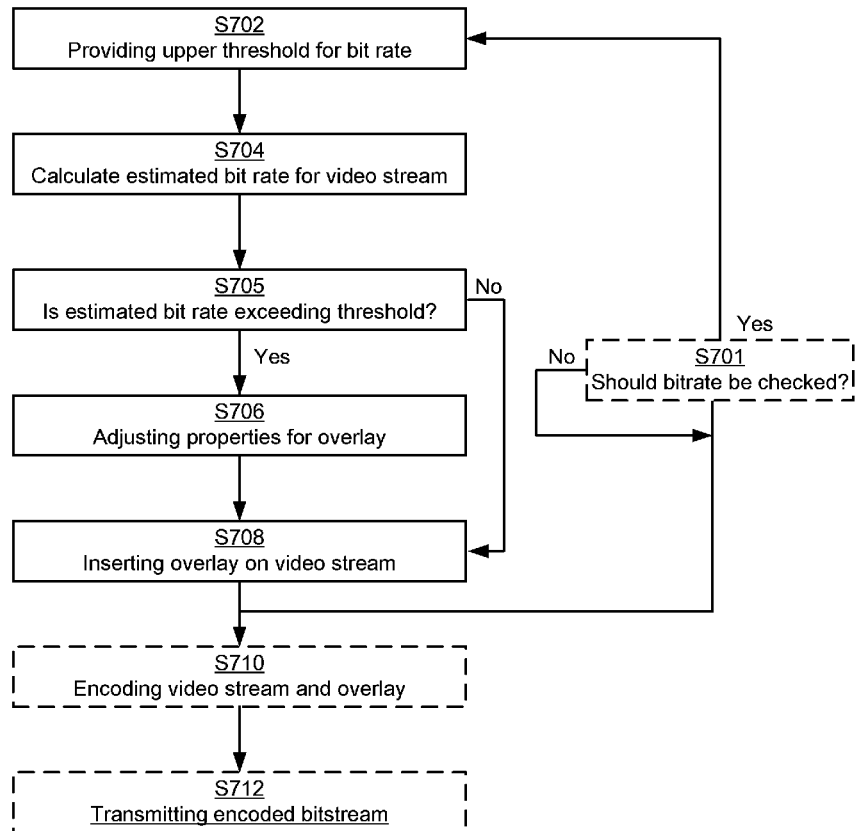 S702
Providing upper threshold for bit rate
S704
Calculate estimated bit rate for video stream
S705
Is estimated bit rate exceeding threshold?
No
Yes
S706
Adjusting properties for overlay
S708
Inserting overlay on video stream
Yes
No
S701
Should bitrate be checked?
S710
Encoding video stream and overlay
S712
Transmitting encoded bitstream